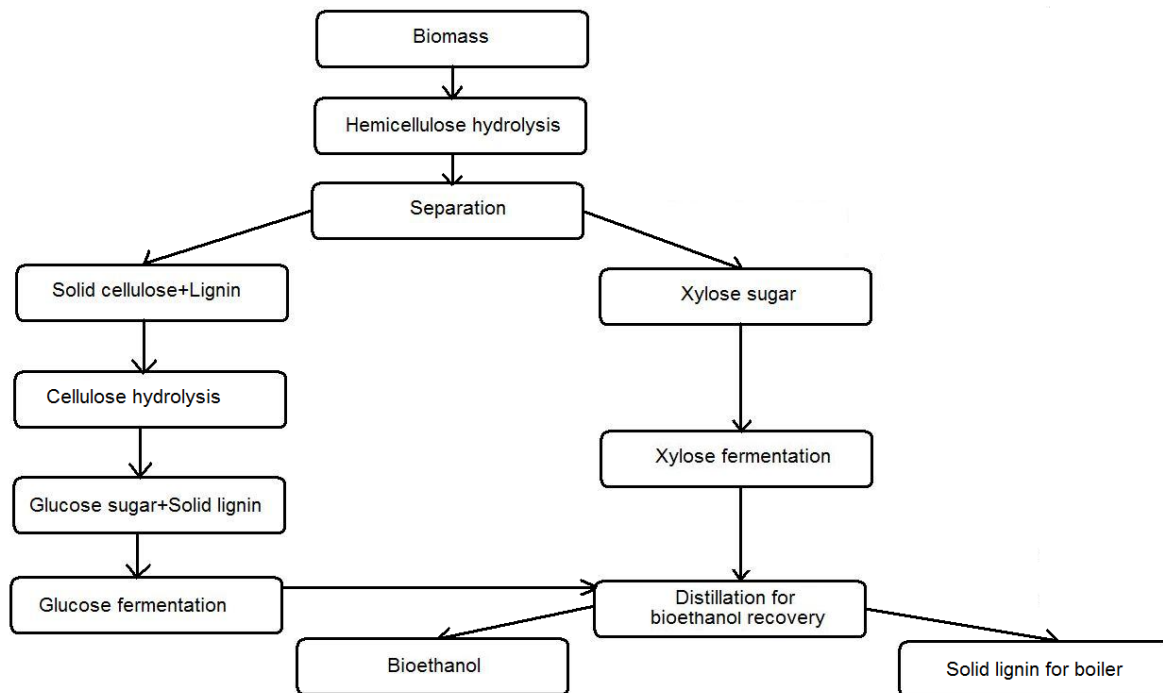 Biomass
Hemicellulose hydrolysis
Separation
Solid cellulose+Lignin
Xylose sugar
Cellulose hydrolysis
Xylose fermentation
Glucose sugar+Solid lignin
Glucose fermentation
Distillation for
bioethanol recovery
Bioethanol
Solid lignin for boiler